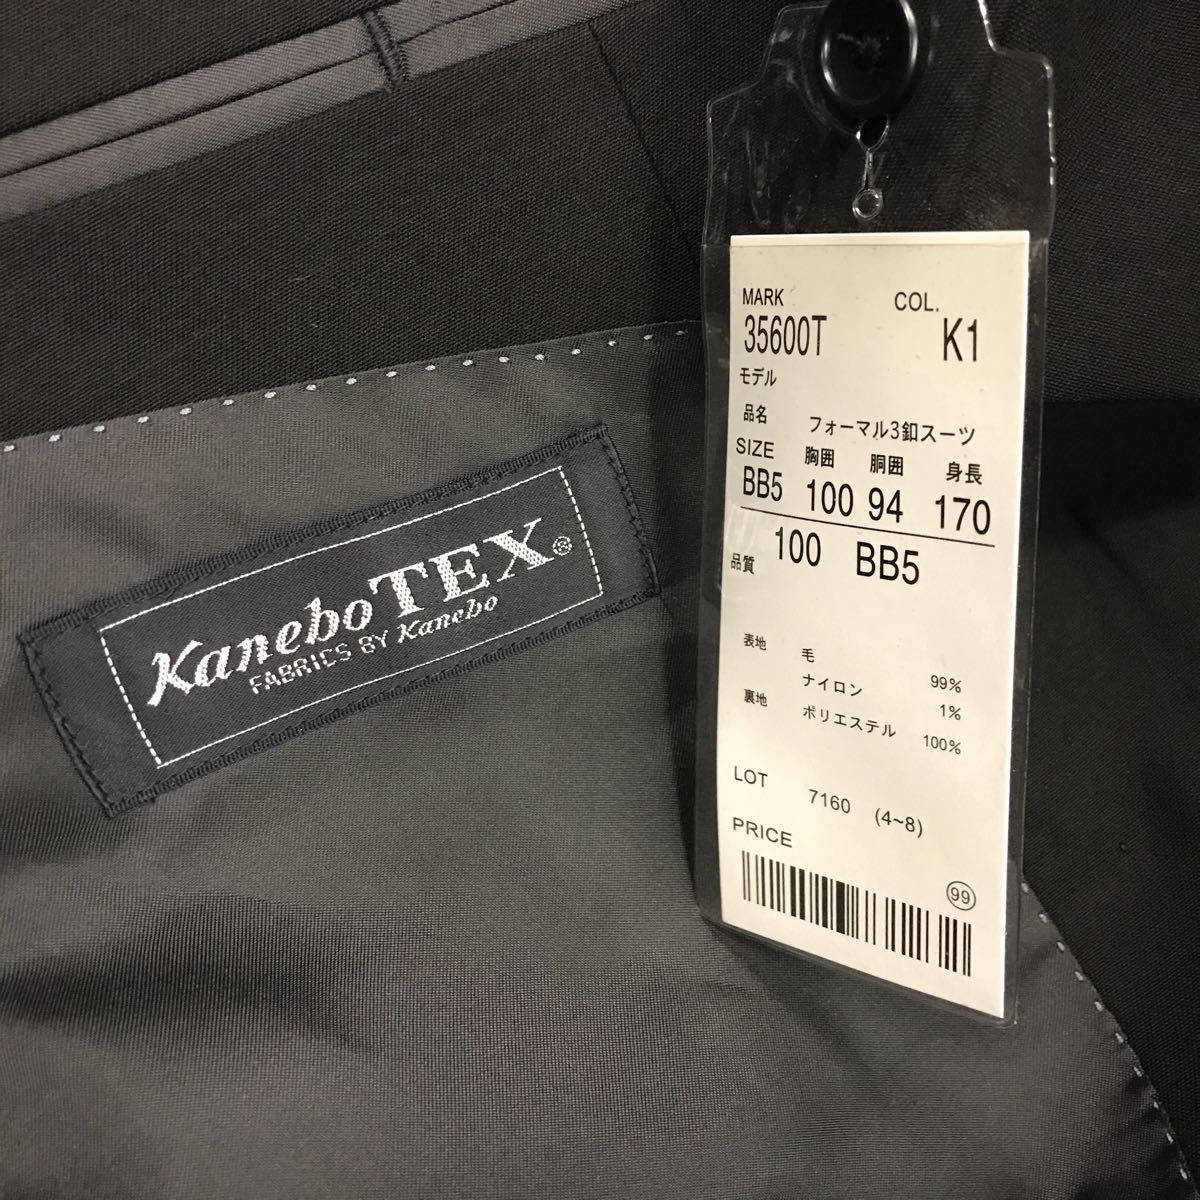 Kanebo TEX®
FABRICS BY Kanebo
MARK COL.
35600T K1
モデル
品名 フォーマル3釦スーツ
SIZE 胸囲 胴囲 身長
BB5 100 94 170
品質 100 BB5
表地 毛 99%
ナイロン 1%
裏地 ポリエステル 100%
LOT 7160 (4~8)
PRICE
99